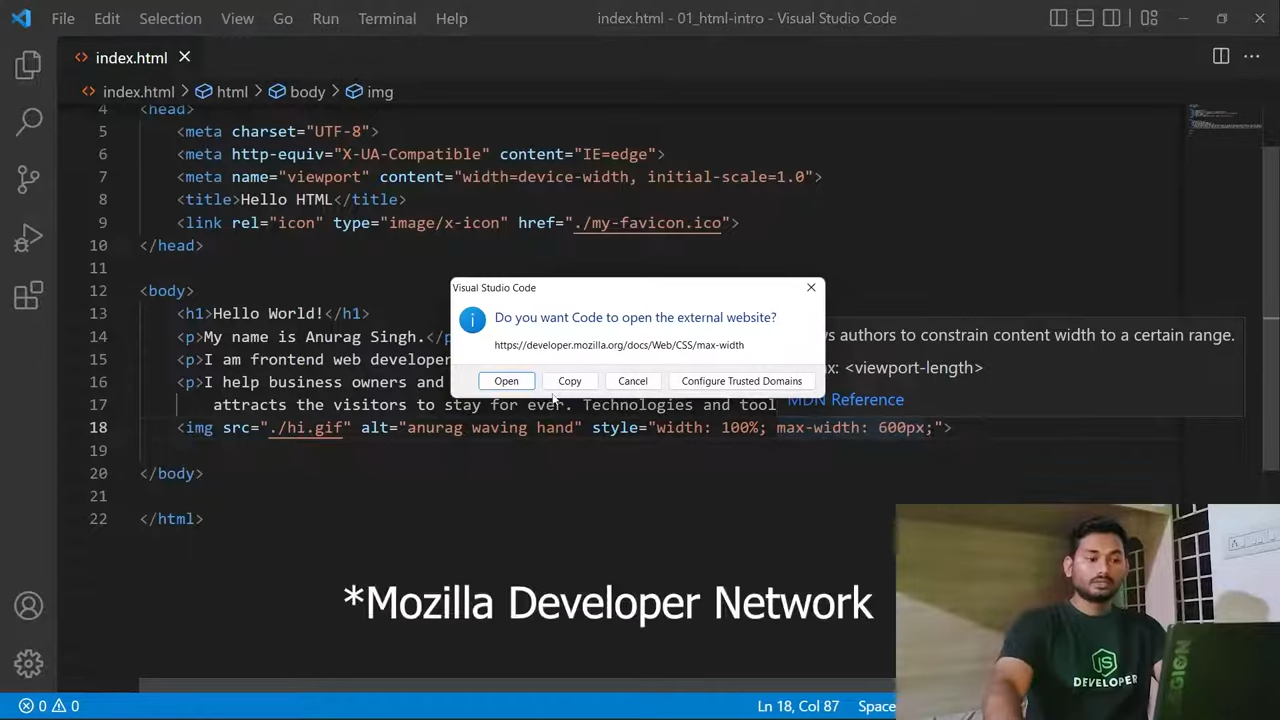 File Edit Selection View Go Run Terminal Help index.html - 01_html-intro - Visual Studio Code
index.html
index.html > html > body > img
4 <head>
5 <meta charset="UTF-8">
6 <meta http-equiv="X-UA-Compatible" content="IE=edge">
7 <meta name="viewport" content="width=device-width, initial-scale=1.0">
8 <title>Hello HTML</title>
9 <link rel="icon" type="image/x-icon" href="./my-favicon.ico">
10 </head>
11
12 <body>
13 <h1>Hello World!</h1>
14 <p>My name is Anurag Singh.</p
15 <p>I am frontend web developer
16 <p>I help business owners and
17 attracts the visitors to stay for ever. Technologies and tool
18 <img src="./hi.gif" alt="anurag waving hand" style="width: 100%; max-width: 600px;">
19
20 </body>
21
22 </html>
Visual Studio Code
Do you want Code to open the external website?
https://developer.mozilla.org/docs/Web/CSS/max-width
Open Copy Cancel Configure Trusted Domains
ws authors to constrain content width to a certain range.
ax: <viewport-length>
MDN Reference
*Mozilla Developer Network
JS
DEVELOPER
LEGION
0 0 Ln 18, Col 87 Space